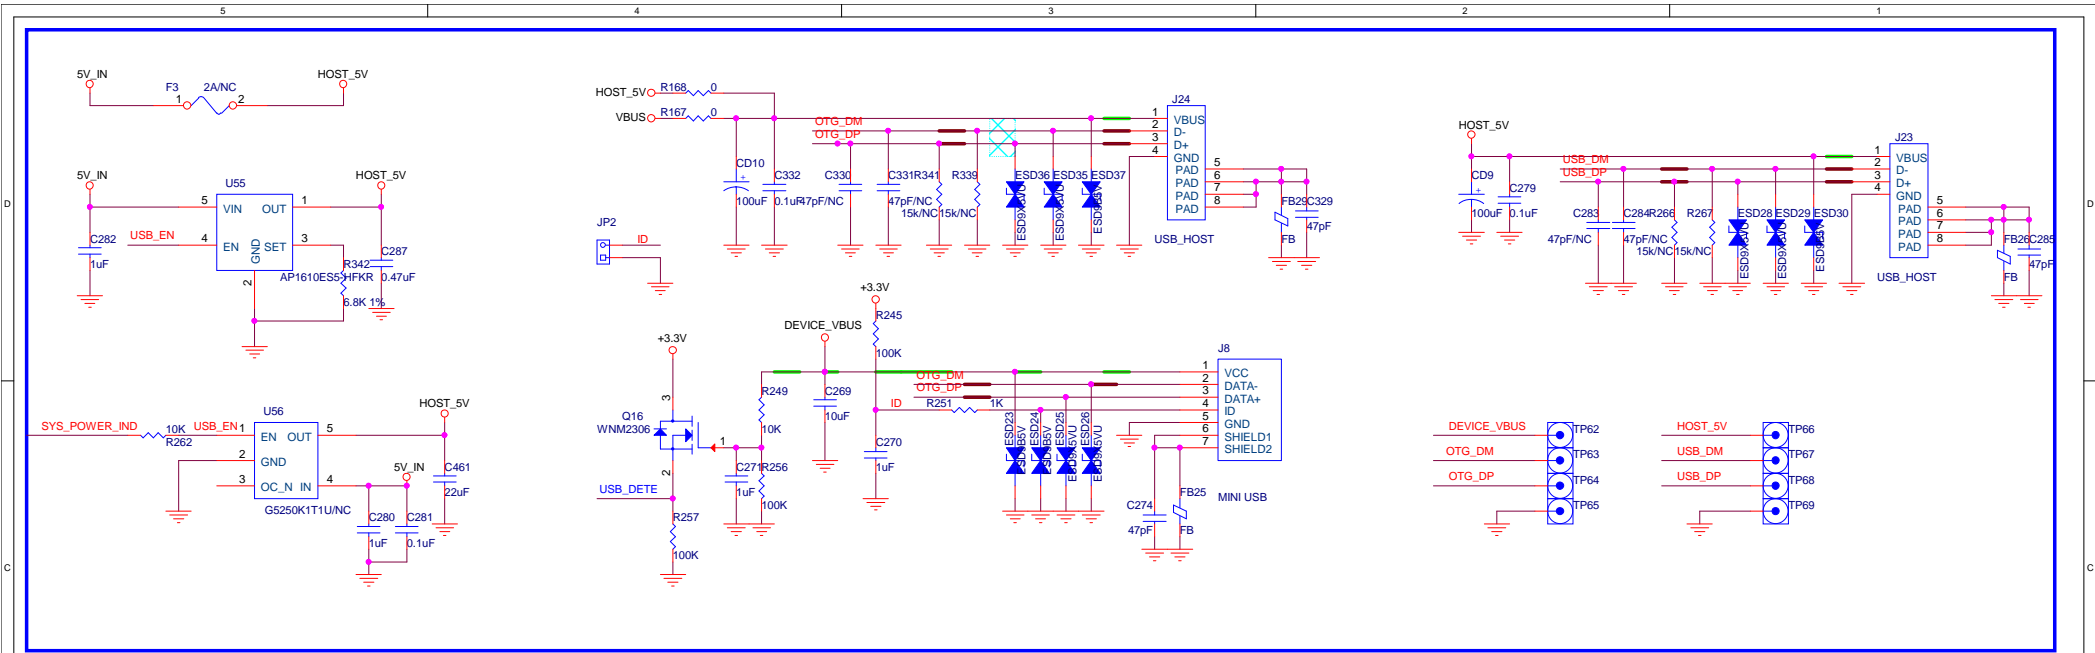 5 4 3 2 1
D
D
C
C
5V_IN
F3 2A/NC
1 2
HOST_5V
5V_IN
U55
HOST_5V
5 VIN OUT 1
USB_EN 4 EN SET 3
GND
2
C282
1uF
R342
AP1610ES5-HFKR
6.8K 1%
C287
0.47uF
SYS_POWER_IND
10K
R262
USB_EN
U56
HOST_5V
1 EN OUT 5
2 GND
3 OC_N IN 4
G5250K1T1U/NC
5V_IN
C461
22uF
C280
1uF
C281
0.1uF
HOST_5V R168 0
VBUS R167 0
OTG_DM
OTG_DP
J24
1 VBUS
2 D-
3 D+
4 GND
PAD 5
PAD 6
PAD 7
PAD 8
USB_HOST
CD10
+
100uF
C332
0.1uF
C330
47pF/NC
C331
47pF/NC
R341
15k/NC
R339
15k/NC
ESD36
ESD35
ESD37
ESD9B5V
FB29
FB
C329
47pF
JP2
ID
HOST_5V
USB_DM
USB_DP
J23
1 VBUS
2 D-
3 D+
4 GND
PAD 5
PAD 6
PAD 7
PAD 8
USB_HOST
CD9
+
100uF
C279
0.1uF
C283
47pF/NC
C284
47pF/NC
R266
15k/NC
R267
15k/NC
ESD28
ESD29
ESD30
ESD9B5V
FB26
FB
C285
47pF
+3.3V
Q16
WNM2306
3
1
2
USB_DETE
R257
100K
C271
1uF
R256
100K
R249
10K
DEVICE_VBUS
C269
10uF
+3.3V
R245
100K
ID R251 1K
C270
1uF
OTG_DM
OTG_DP
J8
1 VCC
2 DATA-
3 DATA+
4 ID
5 GND
6 SHIELD1
7 SHIELD2
MINI USB
ESD23
ESD9B5V
ESD24
ESD9B5V
ESD25
ESD9X5VU
ESD26
ESD9X5VU
C274
47pF
FB25
FB
DEVICE_VBUS TP62
OTG_DM TP63
OTG_DP TP64
TP65
HOST_5V TP66
USB_DM TP67
USB_DP TP68
TP69